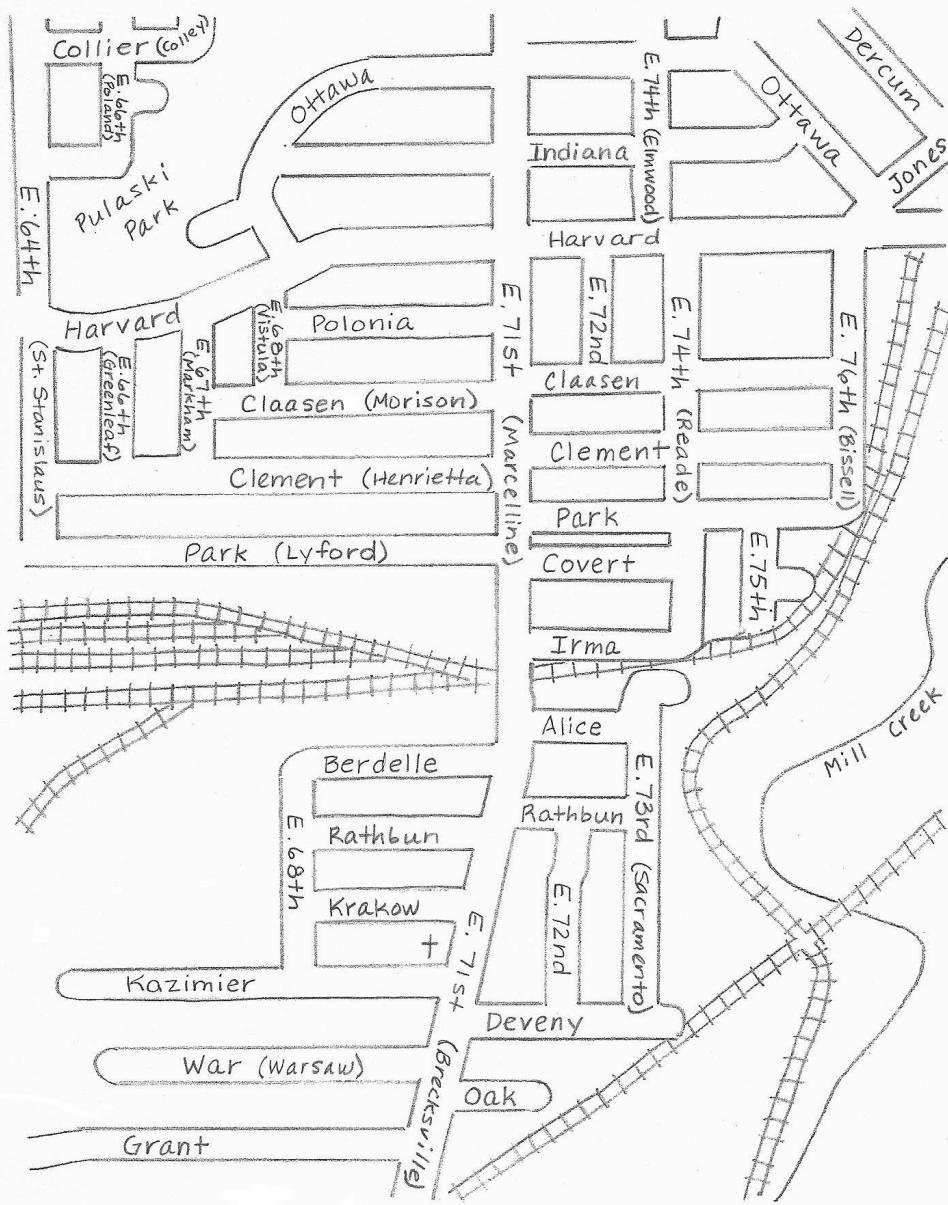 Collier (Colley)
E. 66th (Poland)
Ottawa
E. 74th (Elmwood)
Ottawa
Dercum
Jones
Indiana
Pulaski
Park
E. 64th
Harvard
Harvard
(St. Stanislaus)
E. 66th (Greenleaf)
E. 67th (Markham)
E. 68th (Vistula)
Polonia
E. 71st (Marcelline)
E. 72nd
E. 74th (Reade)
E. 76th (Bissell)
Claasen (Morison)
Claasen
Clement (Henrietta)
Clement
Park (Lyford)
Park
Covert
E. 75th
Irma
Alice
Mill Creek
Berdelle
E. 68th
Rathbun
Rathbun
E. 73rd (Sacramento)
Krakow
E. 72nd
E. 71st (Brecksville)
Kazimier
Deveny
War (Warsaw)
Oak
Grant